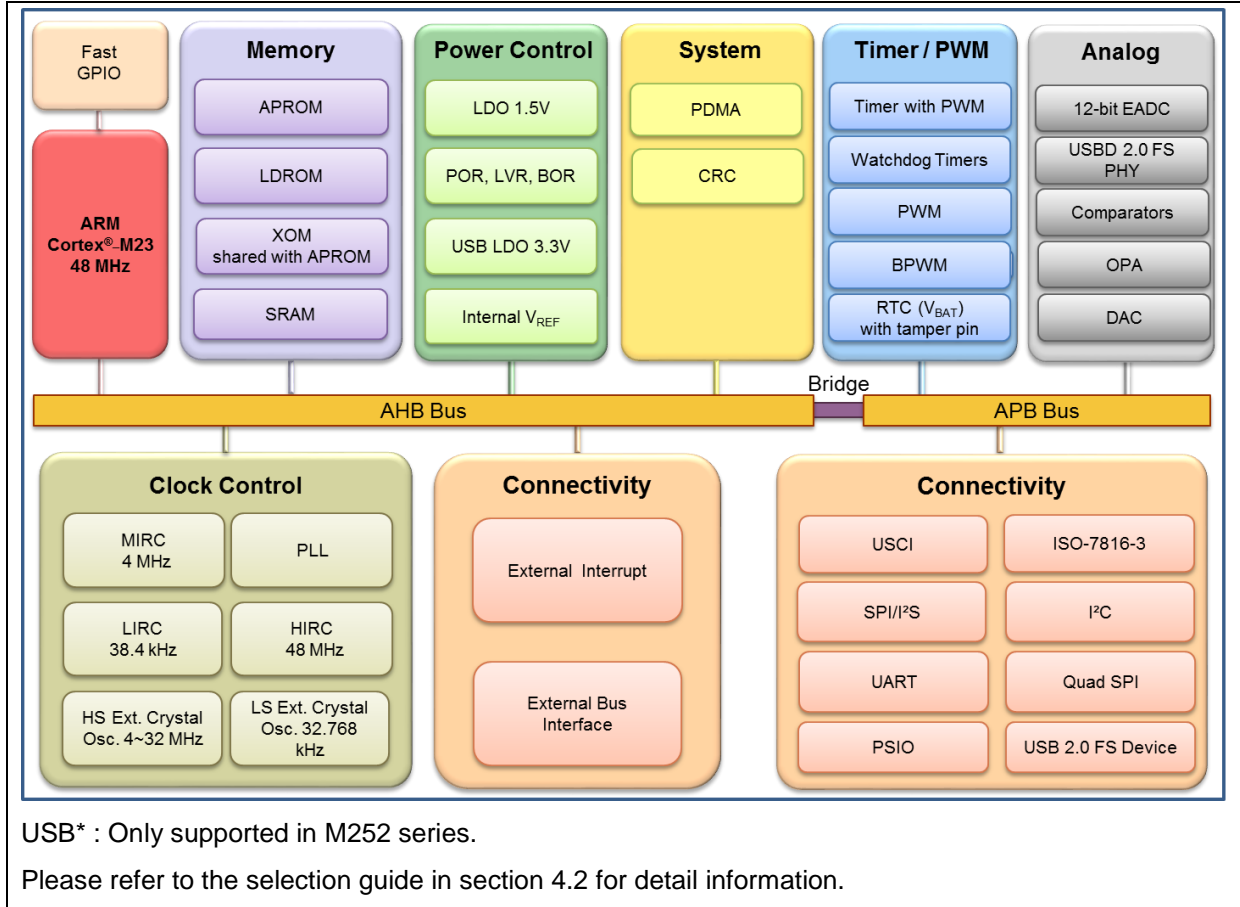 Fast
GPIO
ARM
Cortex®-M23
48 MHz
Memory
APROM
LDROM
XOM
shared with APROM
SRAM
Power Control
LDO 1.5V
POR, LVR, BOR
USB LDO 3.3V
Internal VREF
System
PDMA
CRC
Timer / PWM
Timer with PWM
Watchdog Timers
PWM
BPWM
RTC (VBAT)
with tamper pin
Analog
12-bit EADC
USBD 2.0 FS
PHY
Comparators
OPA
DAC
AHB Bus
Bridge
APB Bus
Clock Control
MIRC
4 MHz
PLL
LIRC
38.4 kHz
HIRC
48 MHz
HS Ext. Crystal
Osc. 4~32 MHz
LS Ext. Crystal
Osc. 32.768
kHz
Connectivity
External Interrupt
External Bus
Interface
Connectivity
USCI
ISO-7816-3
SPI/I²S
I²C
UART
Quad SPI
PSIO
USB 2.0 FS Device
USB* : Only supported in M252 series.
Please refer to the selection guide in section 4.2 for detail information.